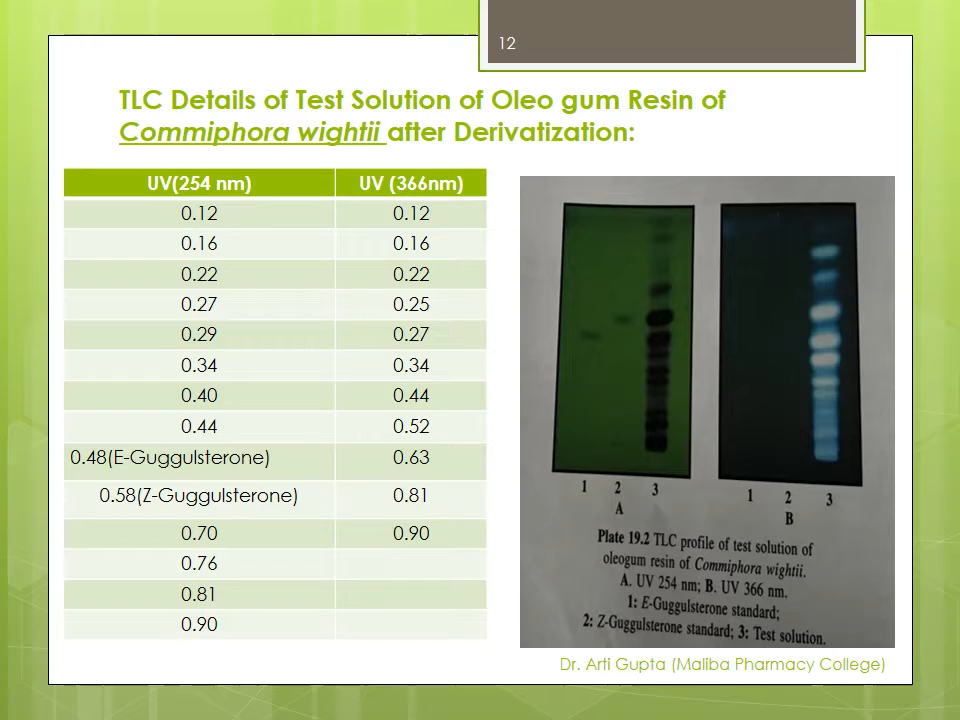 12
TLC Details of Test Solution of Oleo gum Resin of
Commiphora wightii after Derivatization:
UV(254 nm) UV (366nm)
0.12 0.12
0.16 0.16
0.22 0.22
0.27 0.25
0.29 0.27
0.34 0.34
0.40 0.44
0.44 0.52
0.48(E-Guggulsterone) 0.63
0.58(Z-Guggulsterone) 0.81
0.70 0.90
0.76
0.81
0.90
1 2 3
A
1 2 3
B
Plate 19.2 TLC profile of test solution of
oleogum resin of Commiphora wightii.
A. UV 254 nm; B. UV 366 nm.
1: E-Guggulsterone standard;
2: Z-Guggulsterone standard; 3: Test solution.
Dr. Arti Gupta (Maliba Pharmacy College)